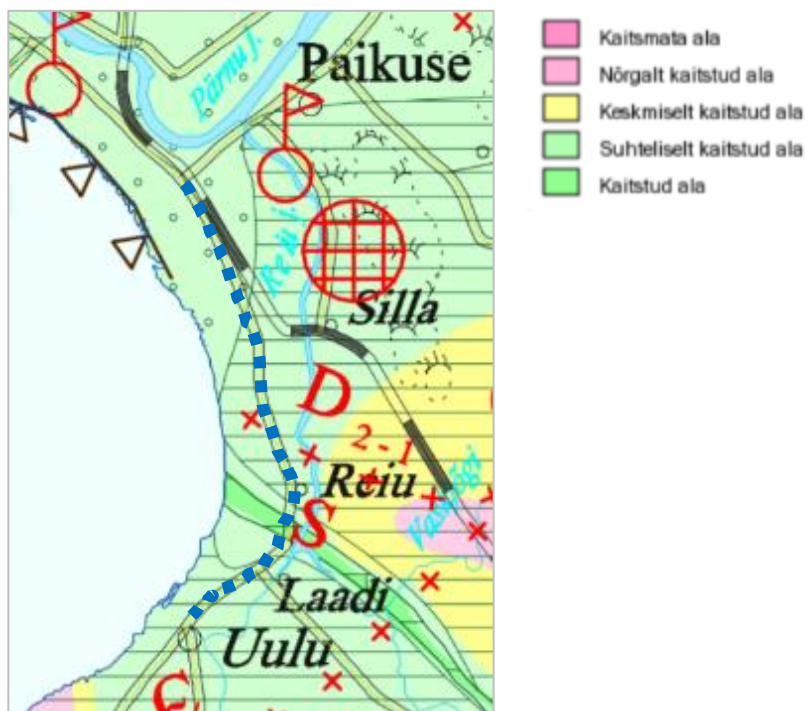 Paikuse
Pärnu j.
Reiu j.
Silla
D
2-1
Reiu
S
Laadi
Uulu
Kaitsmata ala
Nõrgalt kaitstud ala
Keskmiselt kaitstud ala
Suhteliselt kaitstud ala
Kaitstud ala